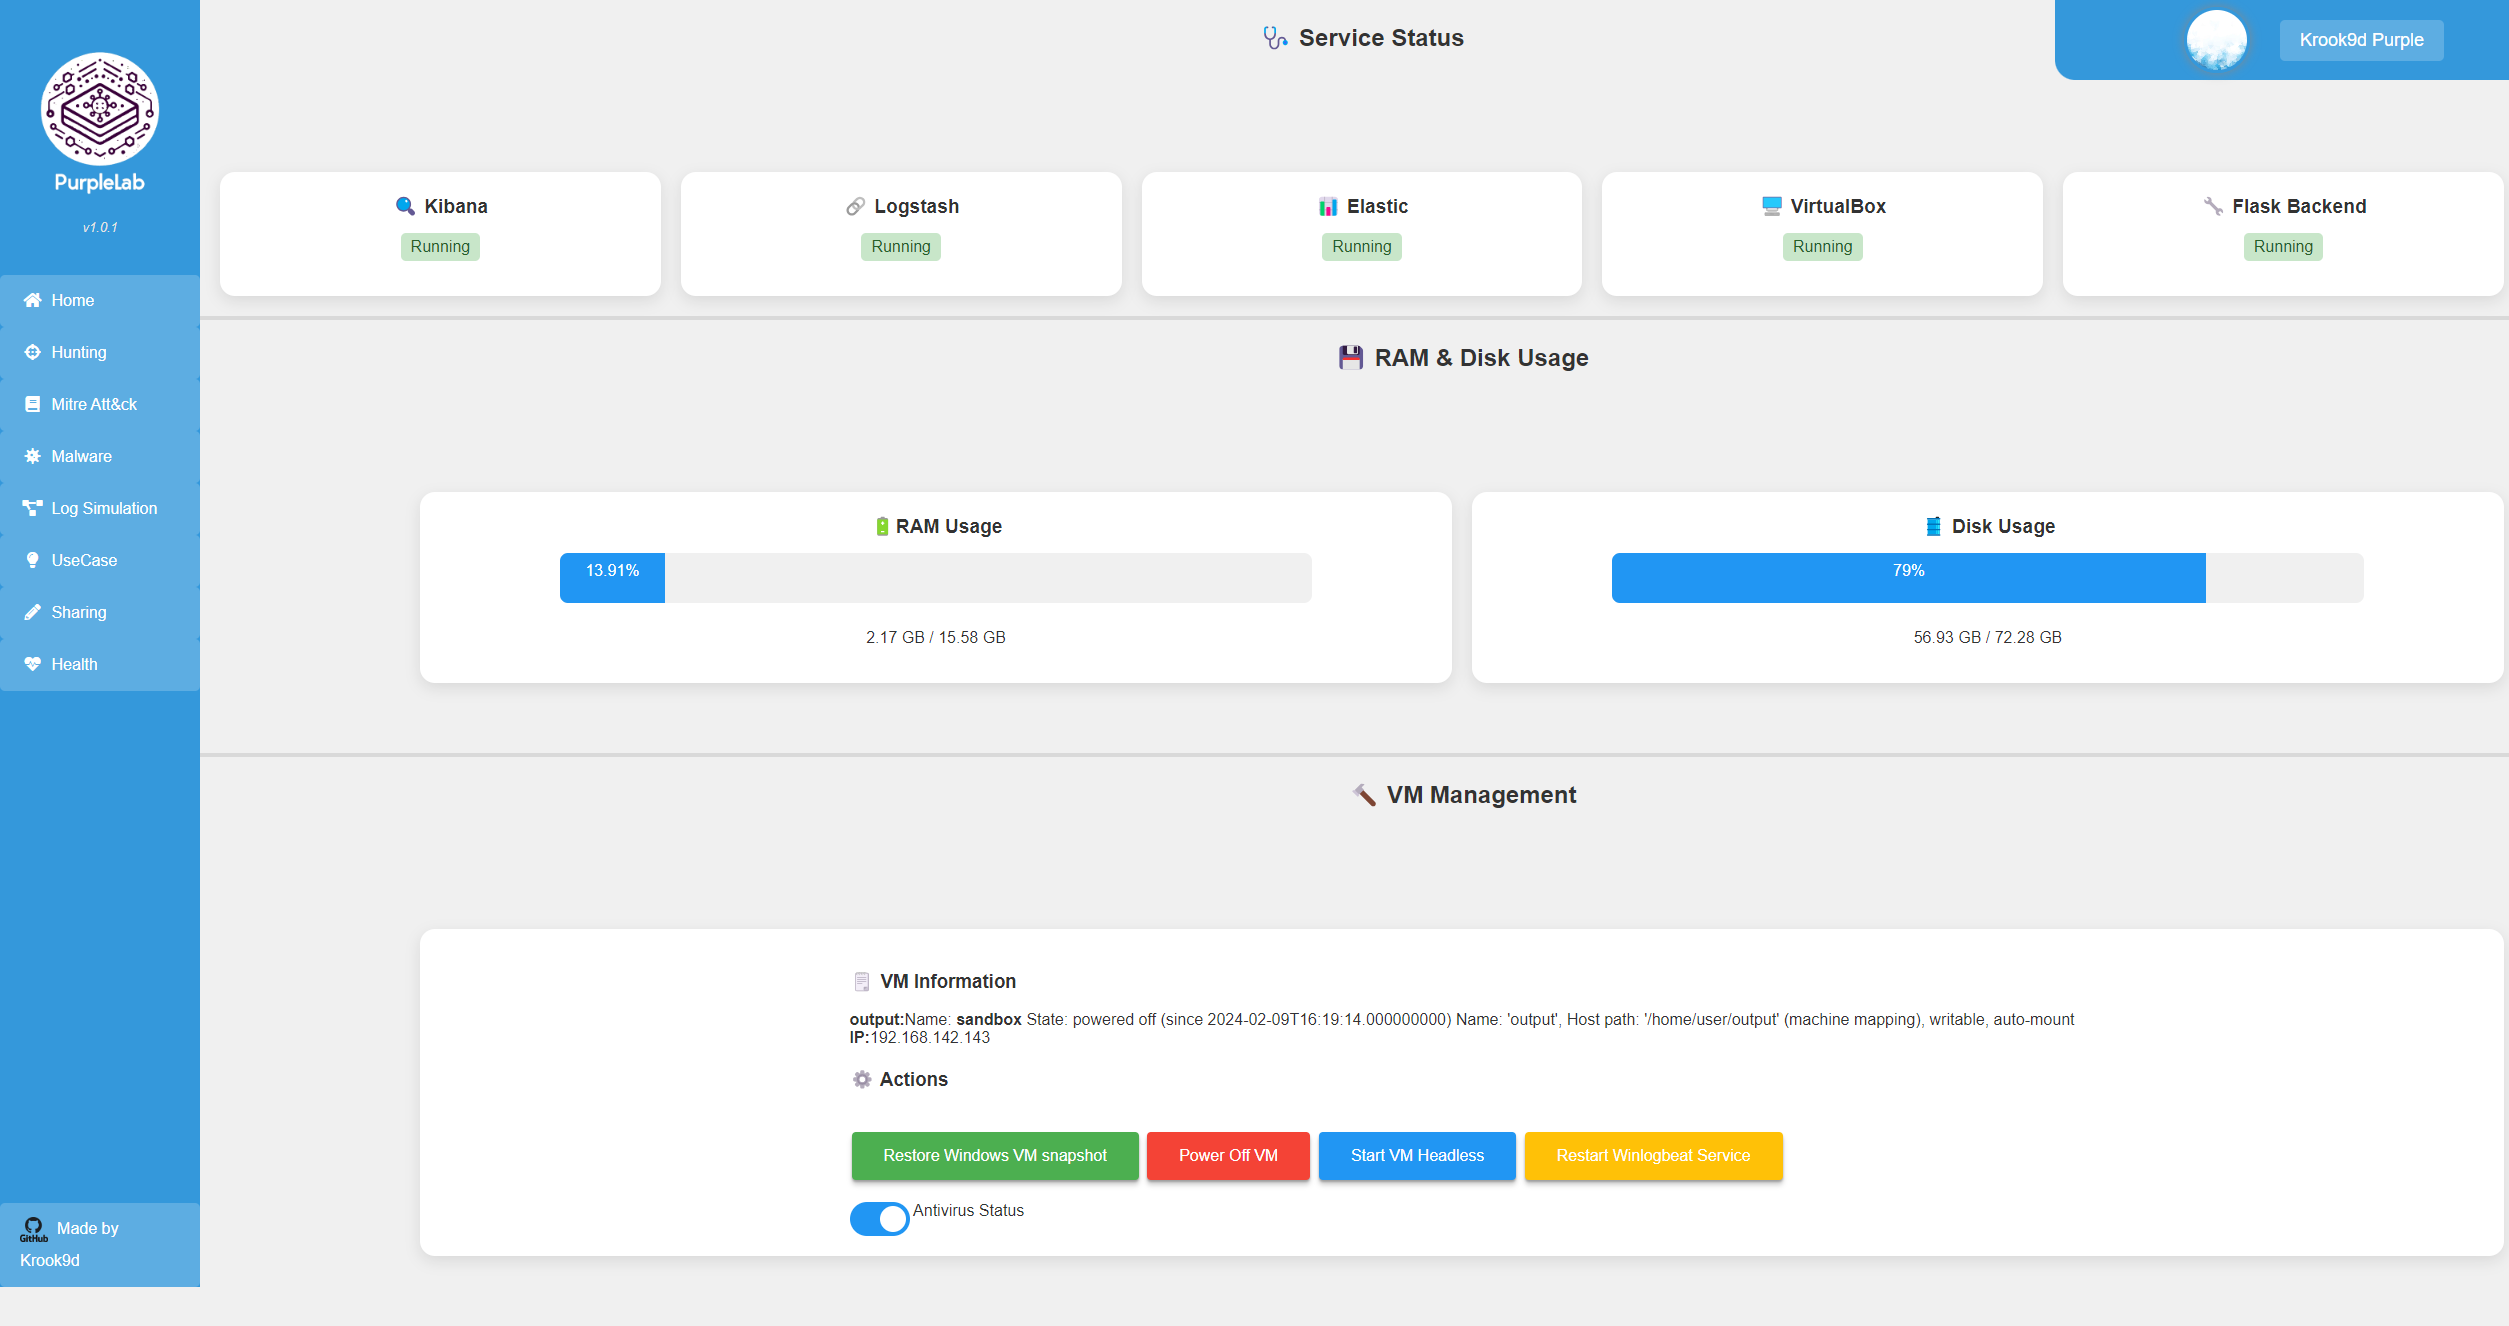 PurpleLab
v1.0.1
Home
Hunting
Mitre Att&ck
Malware
Log Simulation
UseCase
Sharing
Health
GitHub Made by
Krook9d
Service Status
Krook9d Purple
Kibana
Running
Logstash
Running
Elastic
Running
VirtualBox
Running
Flask Backend
Running
RAM & Disk Usage
RAM Usage
13.91%
2.17 GB / 15.58 GB
Disk Usage
79%
56.93 GB / 72.28 GB
VM Management
VM Information
output:Name: sandbox State: powered off (since 2024-02-09T16:19:14.000000000) Name: 'output', Host path: '/home/user/output' (machine mapping), writable, auto-mount
IP:192.168.142.143
Actions
Restore Windows VM snapshot
Power Off VM
Start VM Headless
Restart Winlogbeat Service
Antivirus Status